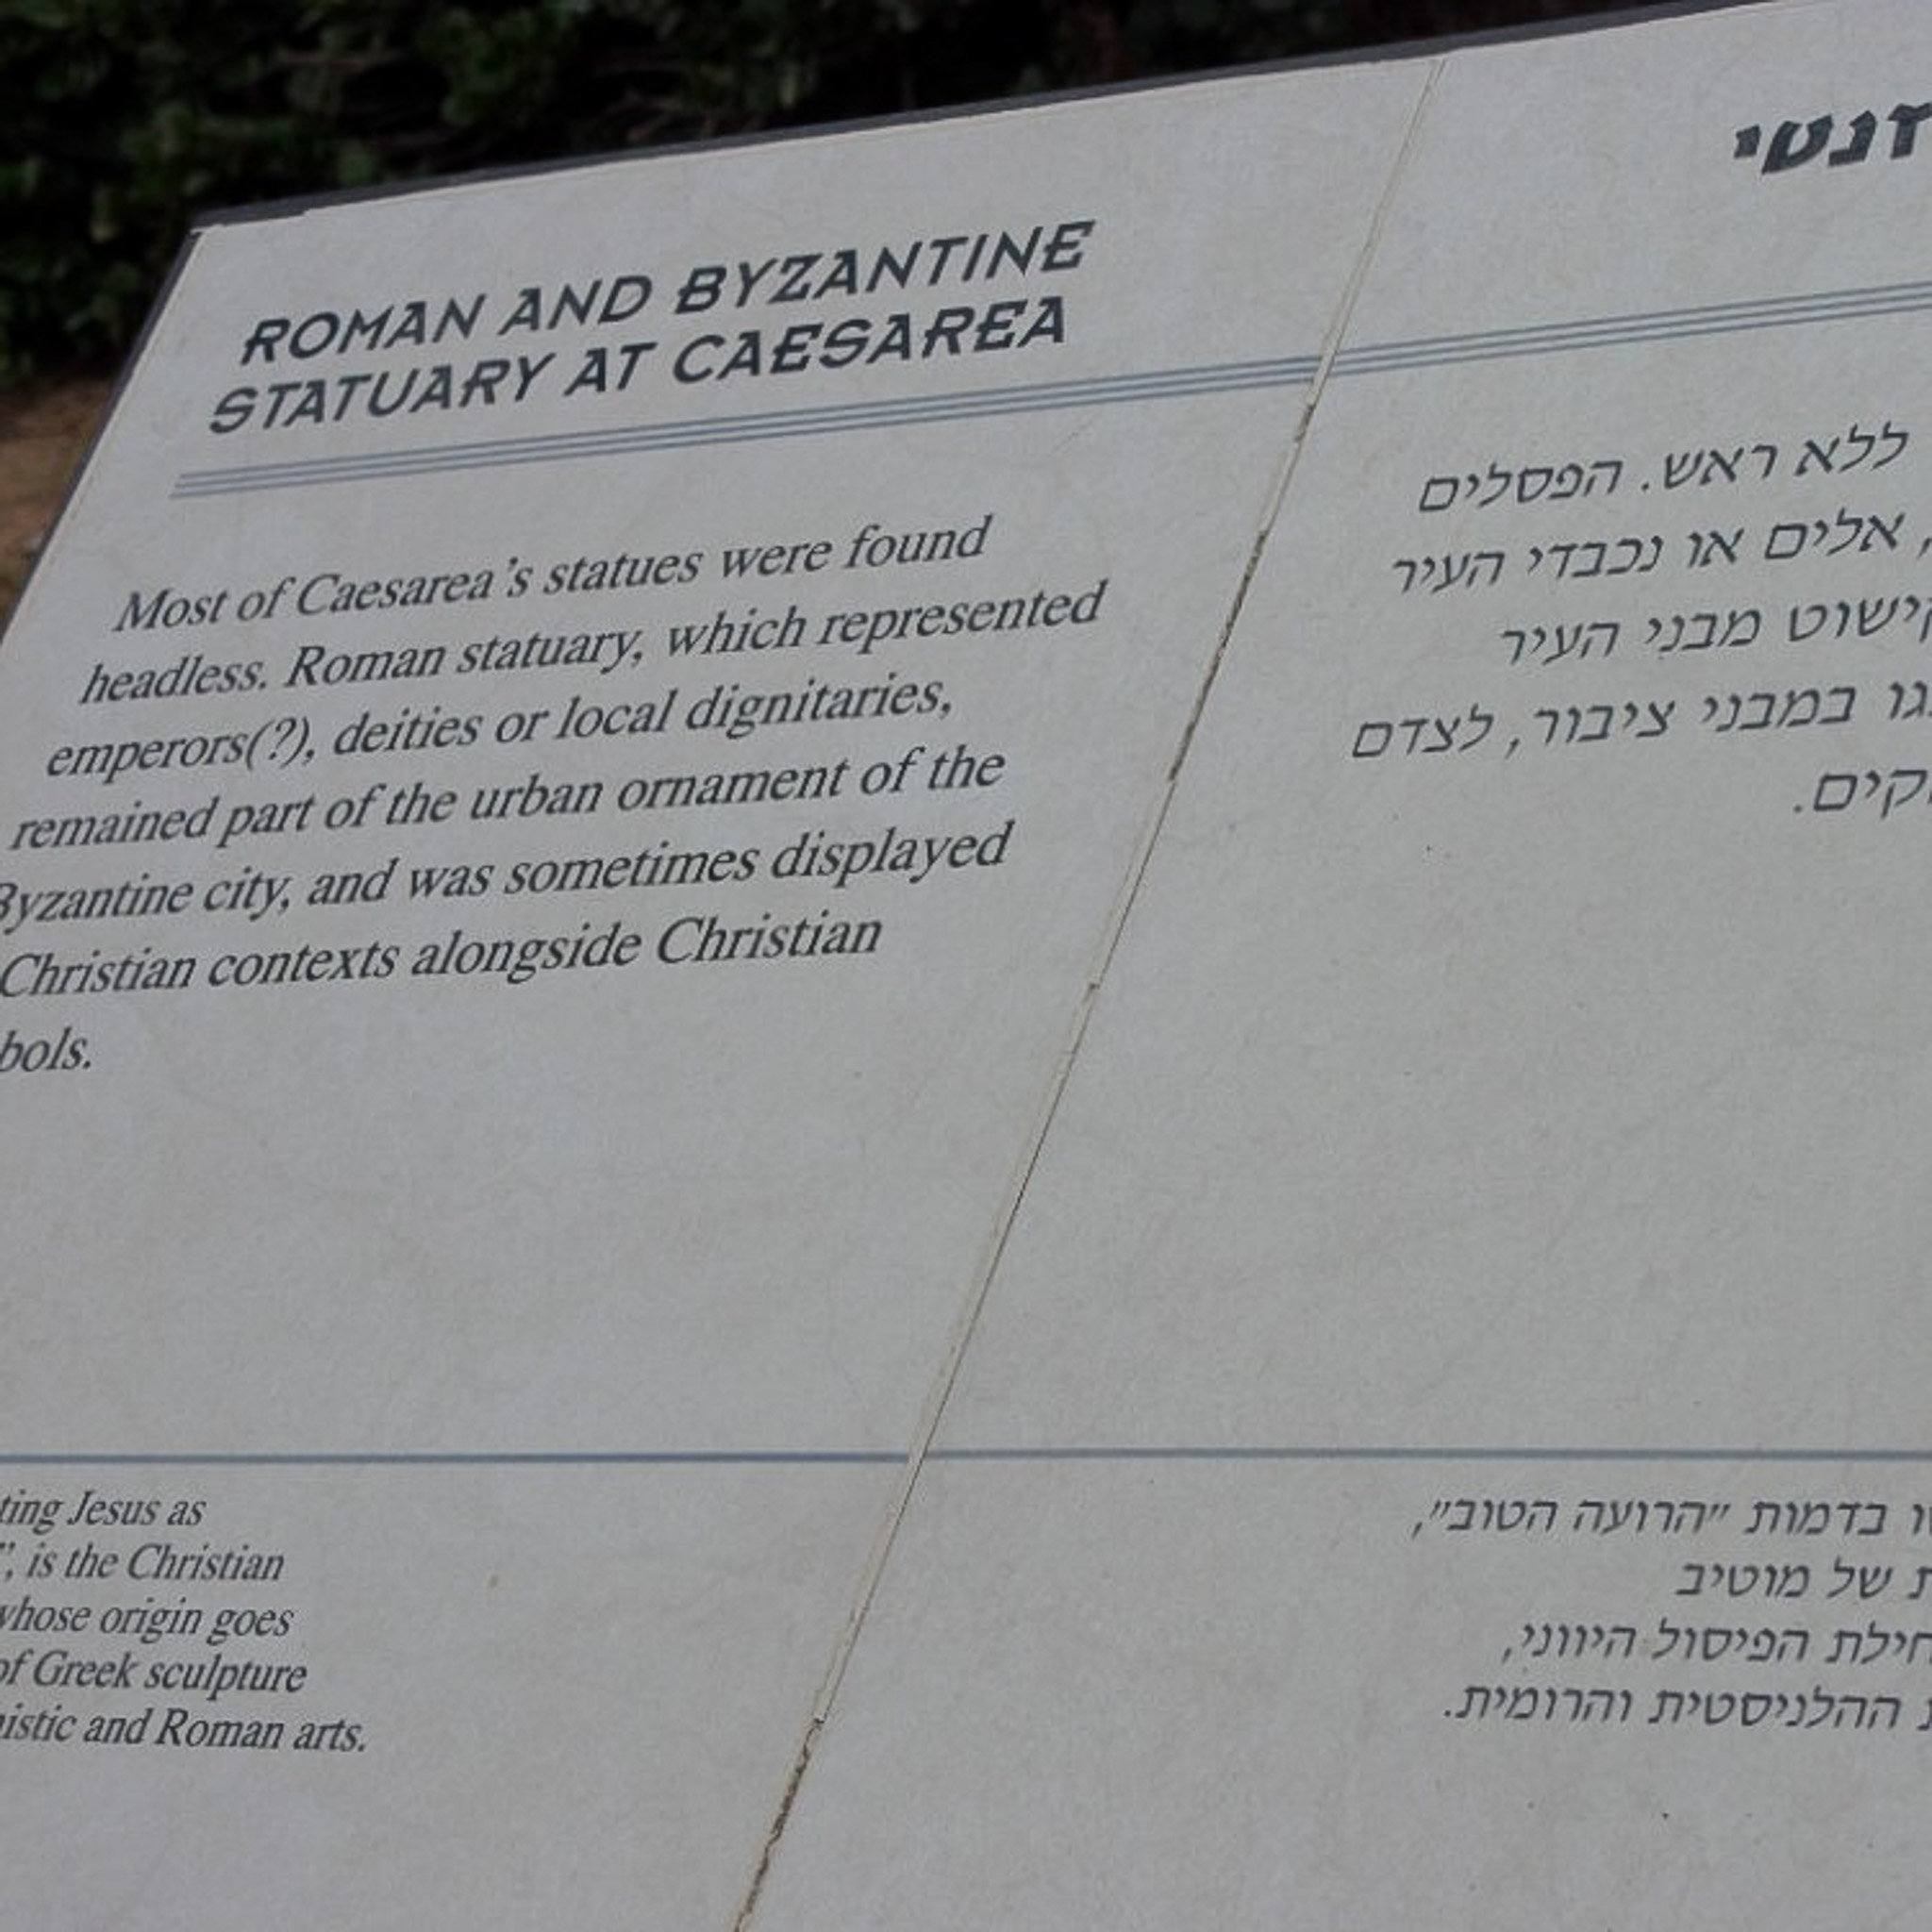 ROMAN AND BYZANTINE
STATUARY AT CAESAREA
Most of Caesarea's statues were found
headless. Roman statuary, which represented
emperors(?), deities or local dignitaries,
remained part of the urban ornament of the
Byzantine city, and was sometimes displayed
Christian contexts alongside Christian
bols.
זנטי
ללא ראש. הפסלים
, אלים או נכבדי העיר
קישוט מבני העיר
גו במבני ציבור, לצדם
קים.
ting Jesus as
", is the Christian
whose origin goes
of Greek sculpture
istic and Roman arts.
בדמות "הרועה הטוב",
ת של מוטיב
חילת הפיסול היווני,
ההלניסטית והרומית.